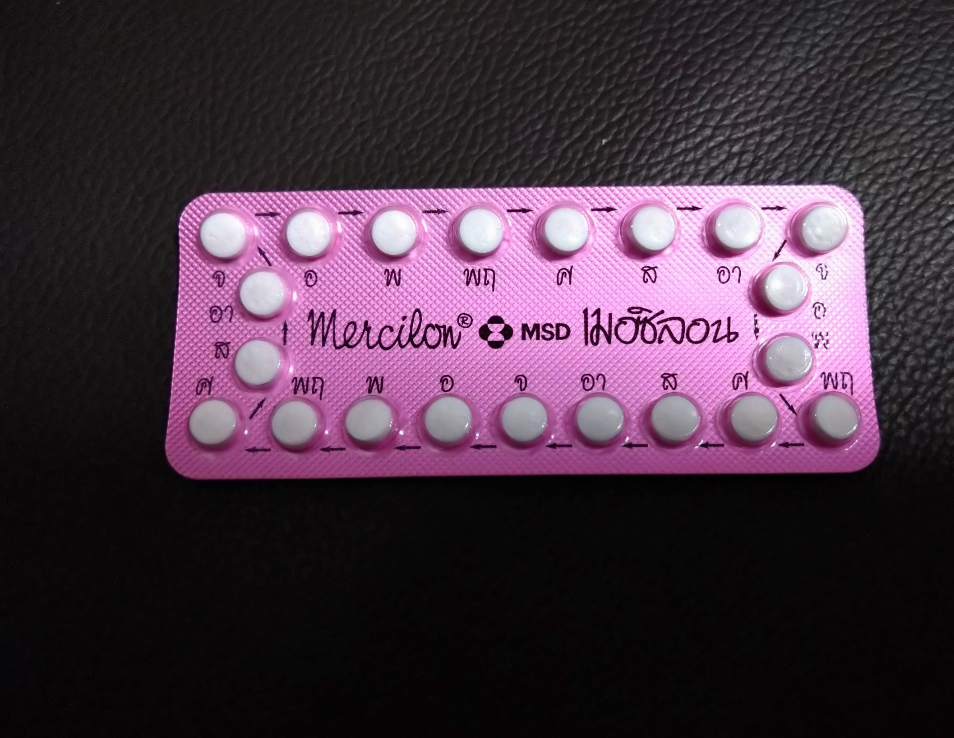 จ อ พ พฤ ศ ส อา จ
อา อ
Mercilon® MSD เมอซิลอน
ส พ
ศ พฤ พ อ จ อา ส ศ พฤ